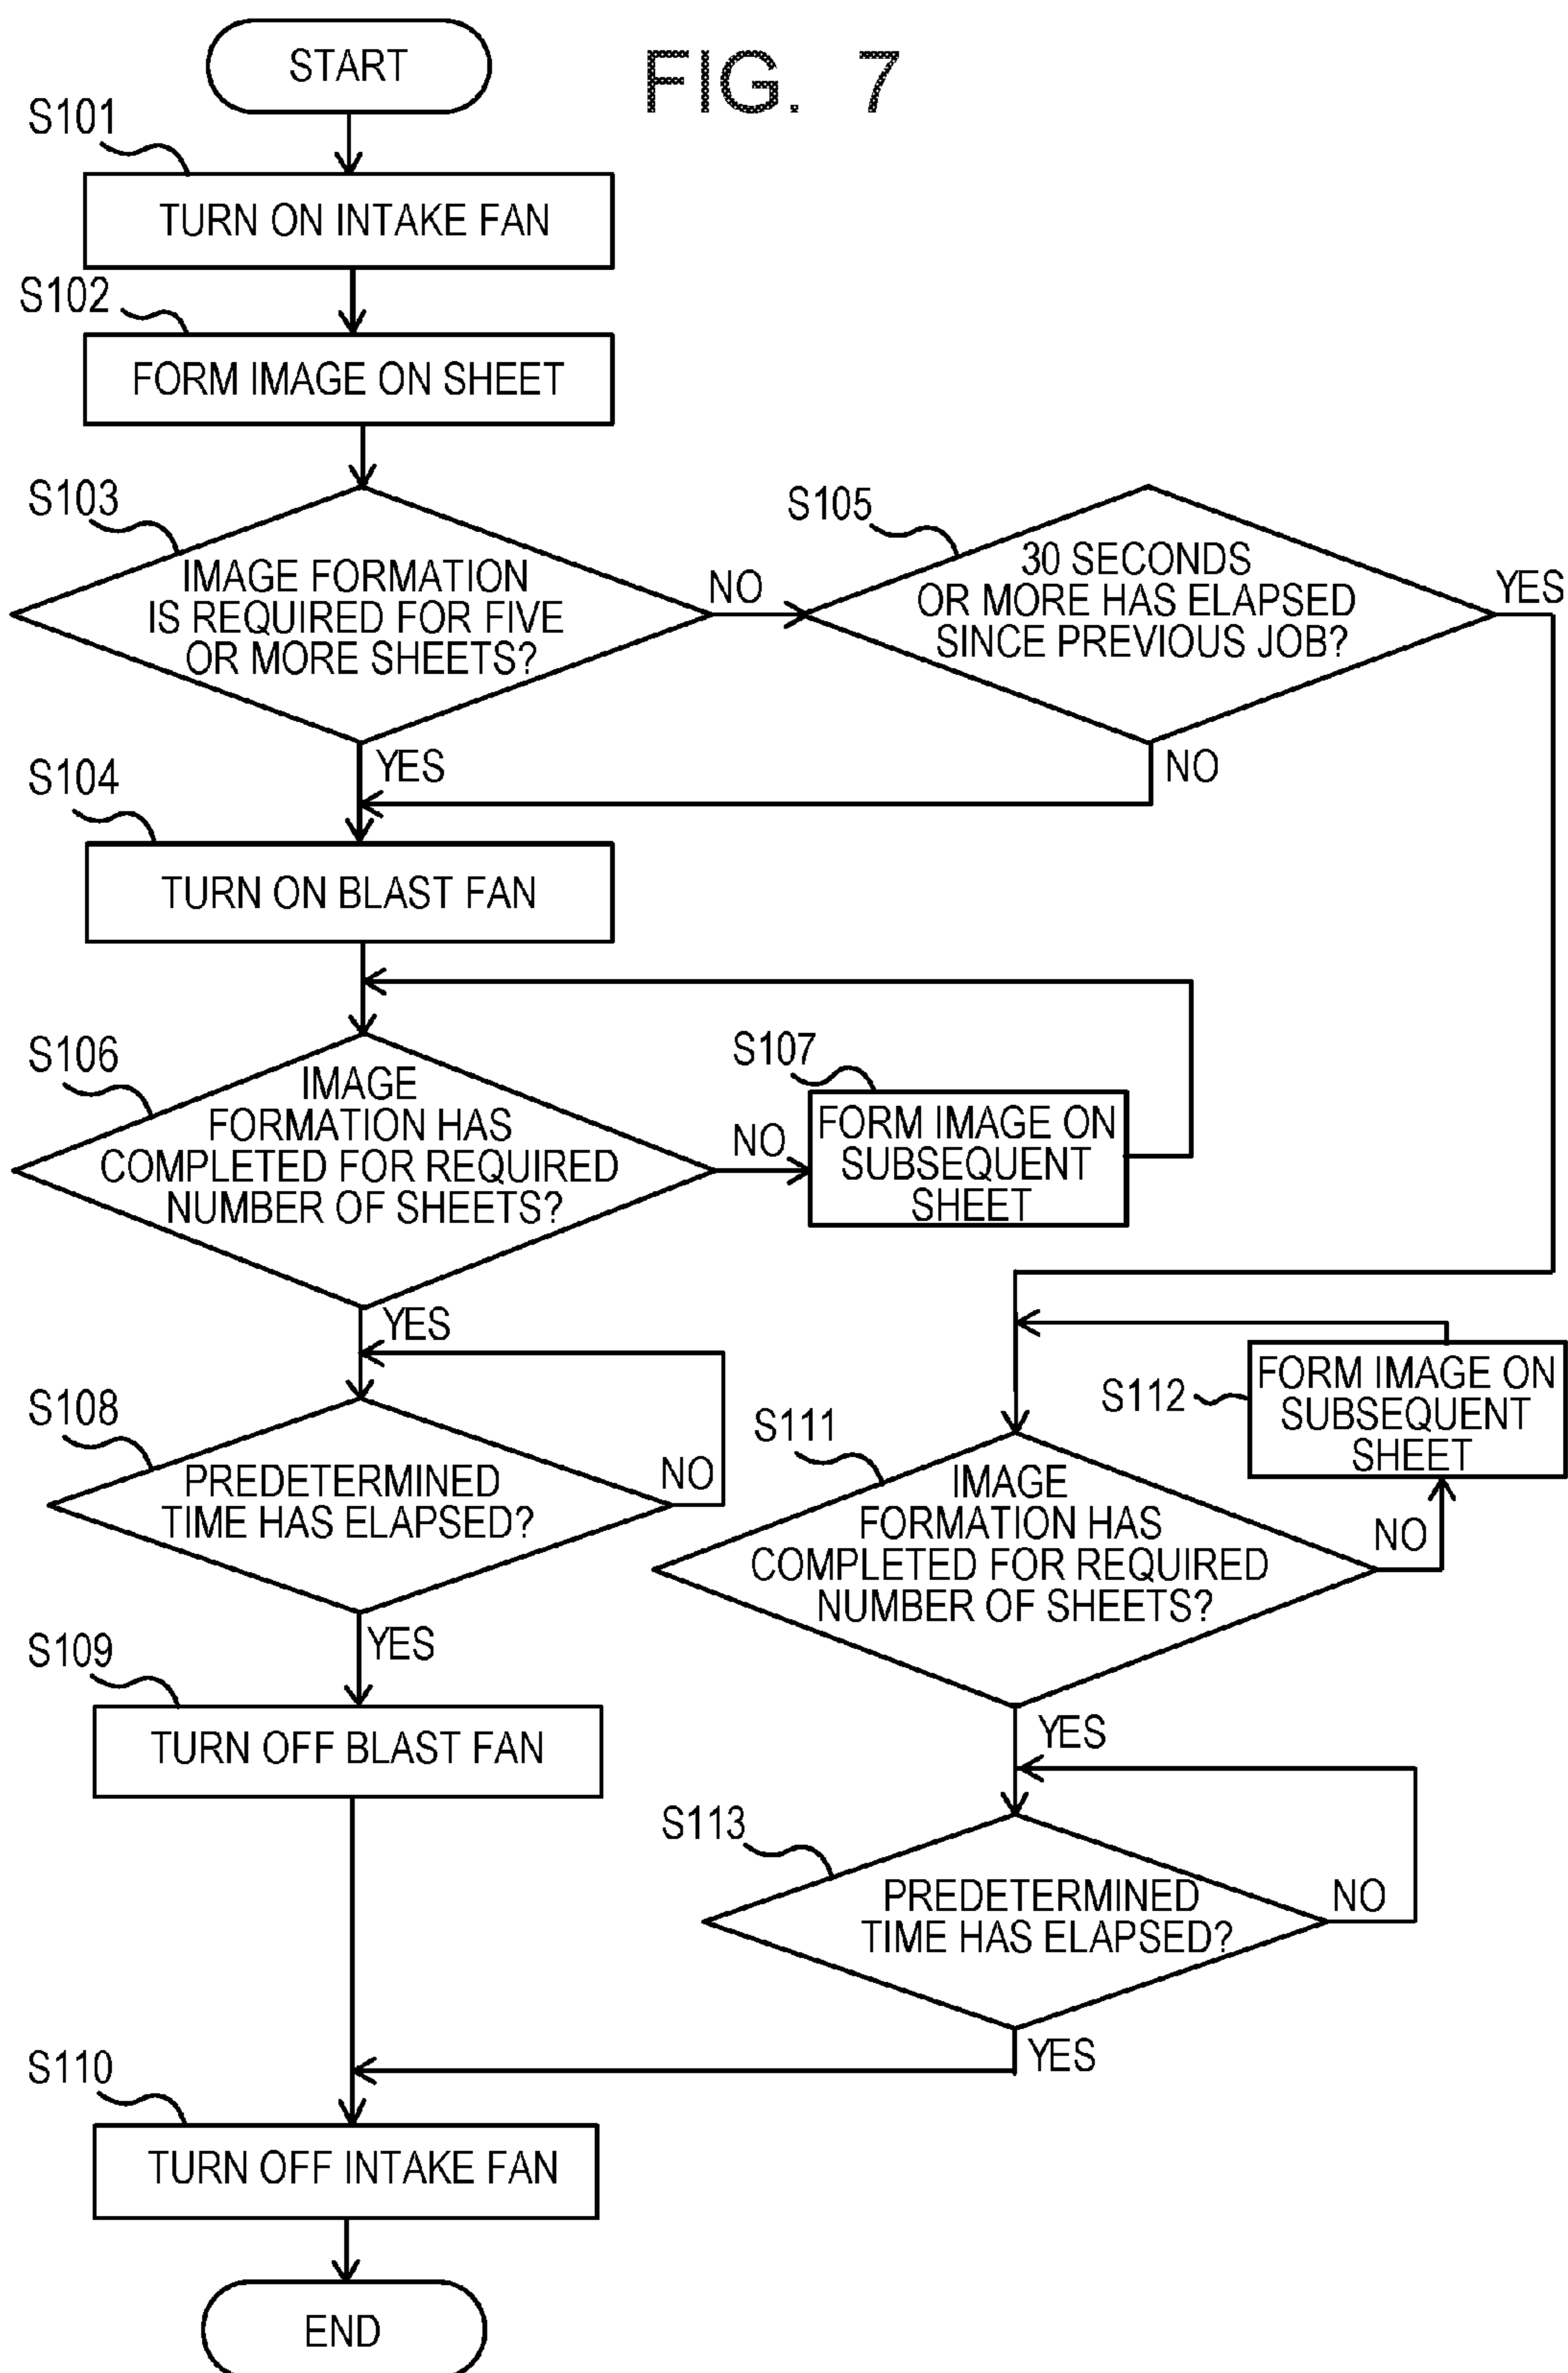 START
FIG. 7
S101
TURN ON INTAKE FAN
S102
FORM IMAGE ON SHEET
S103
IMAGE FORMATION
IS REQUIRED FOR FIVE
OR MORE SHEETS?
NO
YES
S105
30 SECONDS
OR MORE HAS ELAPSED
SINCE PREVIOUS JOB?
YES
NO
S104
TURN ON BLAST FAN
S106
IMAGE
FORMATION HAS
COMPLETED FOR REQUIRED
NUMBER OF SHEETS?
NO
YES
S107
FORM IMAGE ON
SUBSEQUENT
SHEET
S108
PREDETERMINED
TIME HAS ELAPSED?
NO
YES
S109
TURN OFF BLAST FAN
S111
IMAGE
FORMATION HAS
COMPLETED FOR REQUIRED
NUMBER OF SHEETS?
NO
YES
S112
FORM IMAGE ON
SUBSEQUENT
SHEET
S113
PREDETERMINED
TIME HAS ELAPSED?
NO
YES
S110
TURN OFF INTAKE FAN
END